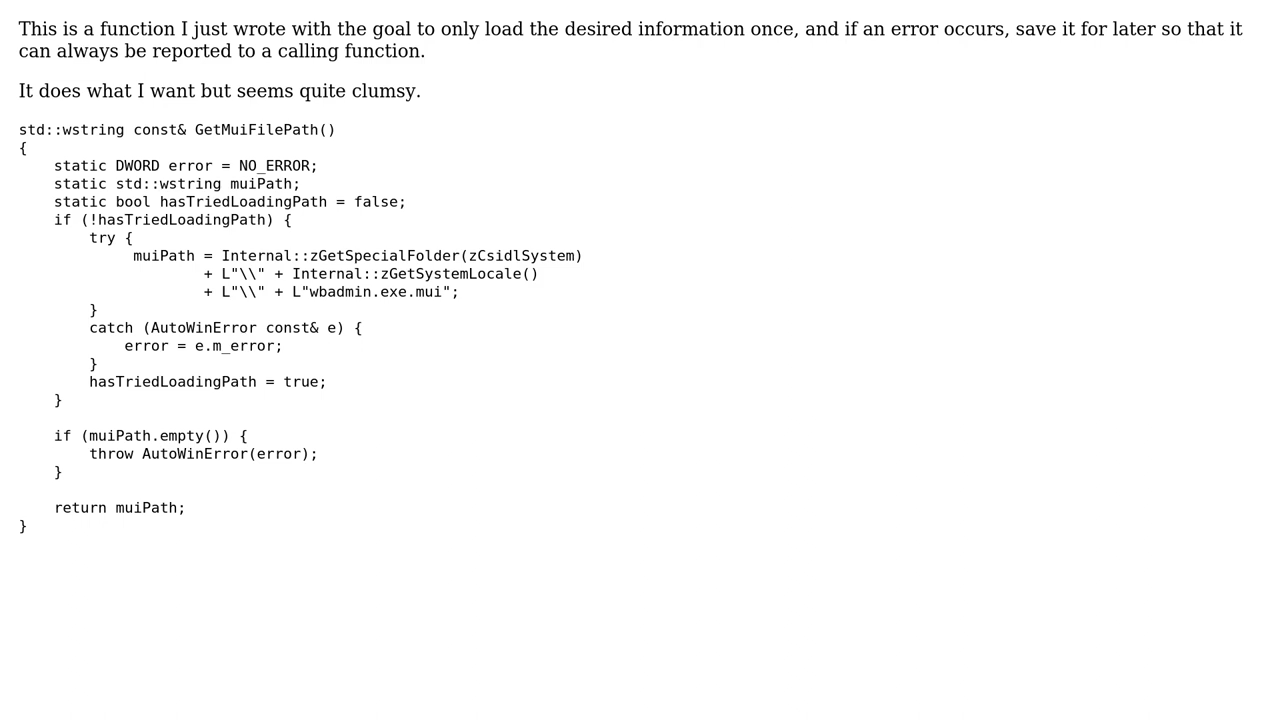 This is a function I just wrote with the goal to only load the desired information once, and if an error occurs, save it for later so that it
can always be reported to a calling function.
It does what I want but seems quite clumsy.
std::wstring const& GetMuiFilePath()
{
    static DWORD error = NO_ERROR;
    static std::wstring muiPath;
    static bool hasTriedLoadingPath = false;
    if (!hasTriedLoadingPath) {
        try {
             muiPath = Internal::zGetSpecialFolder(zCsidlSystem)
                     + L"\\" + Internal::zGetSystemLocale()
                     + L"\\" + L"wbadmin.exe.mui";
        }
        catch (AutoWinError const& e) {
            error = e.m_error;
        }
        hasTriedLoadingPath = true;
    }

    if (muiPath.empty()) {
        throw AutoWinError(error);
    }

    return muiPath;
}